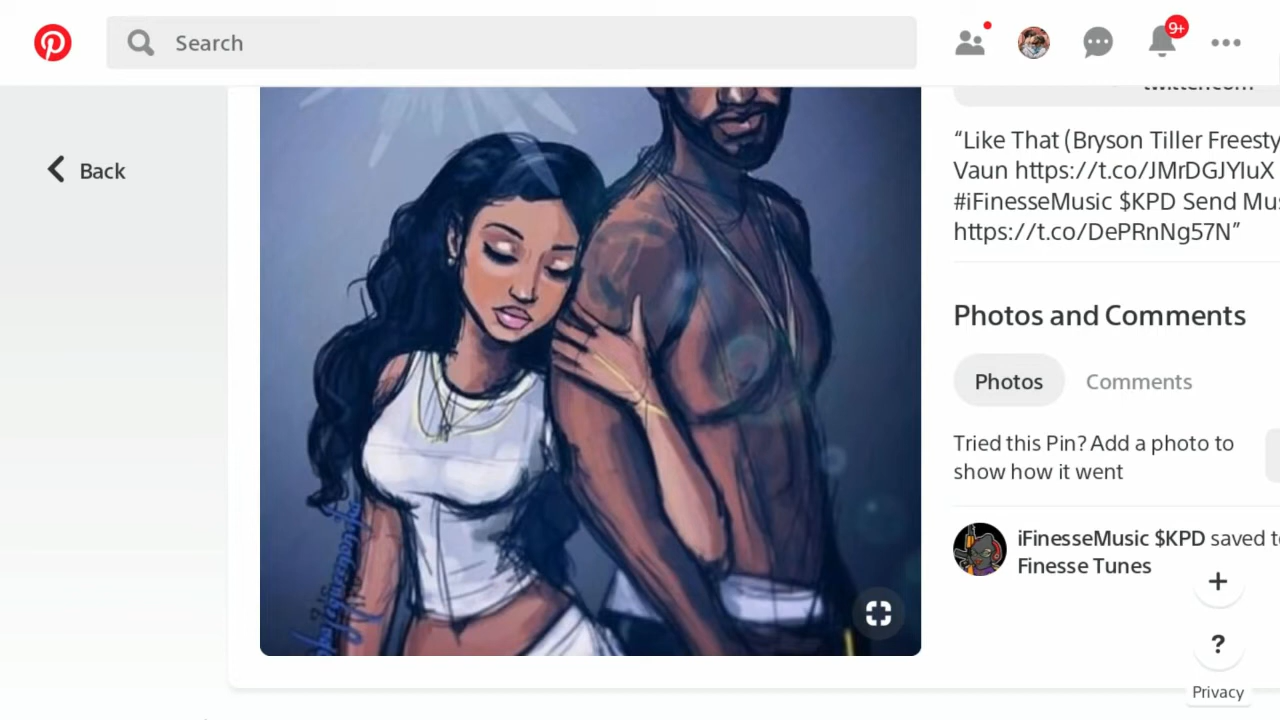 Search
9+
Back
“Like That (Bryson Tiller Freesty
Vaun https://t.co/JMrDGJYluX
#iFinesseMusic $KPD Send Mus
https://t.co/DePRnNg57N”
Photos and Comments
Photos
Comments
Tried this Pin? Add a photo to
show how it went
iFinesseMusic $KPD saved to
Finesse Tunes
+
?
Privacy